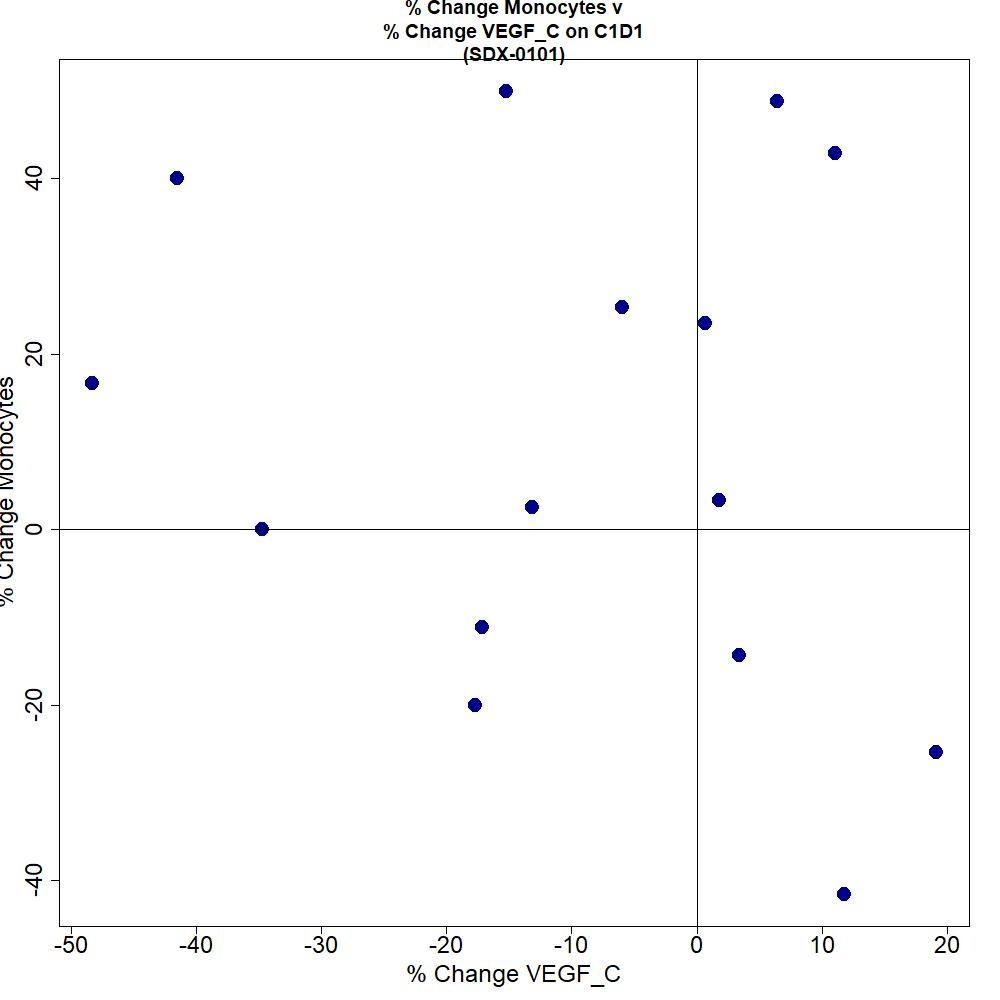 % Change Monocytes v
% Change VEGF_C on C1D1
(SDX-0101)
% Change Monocytes
40
20
0
-20
-40
-50 -40 -30 -20 -10 0 10 20
% Change VEGF_C